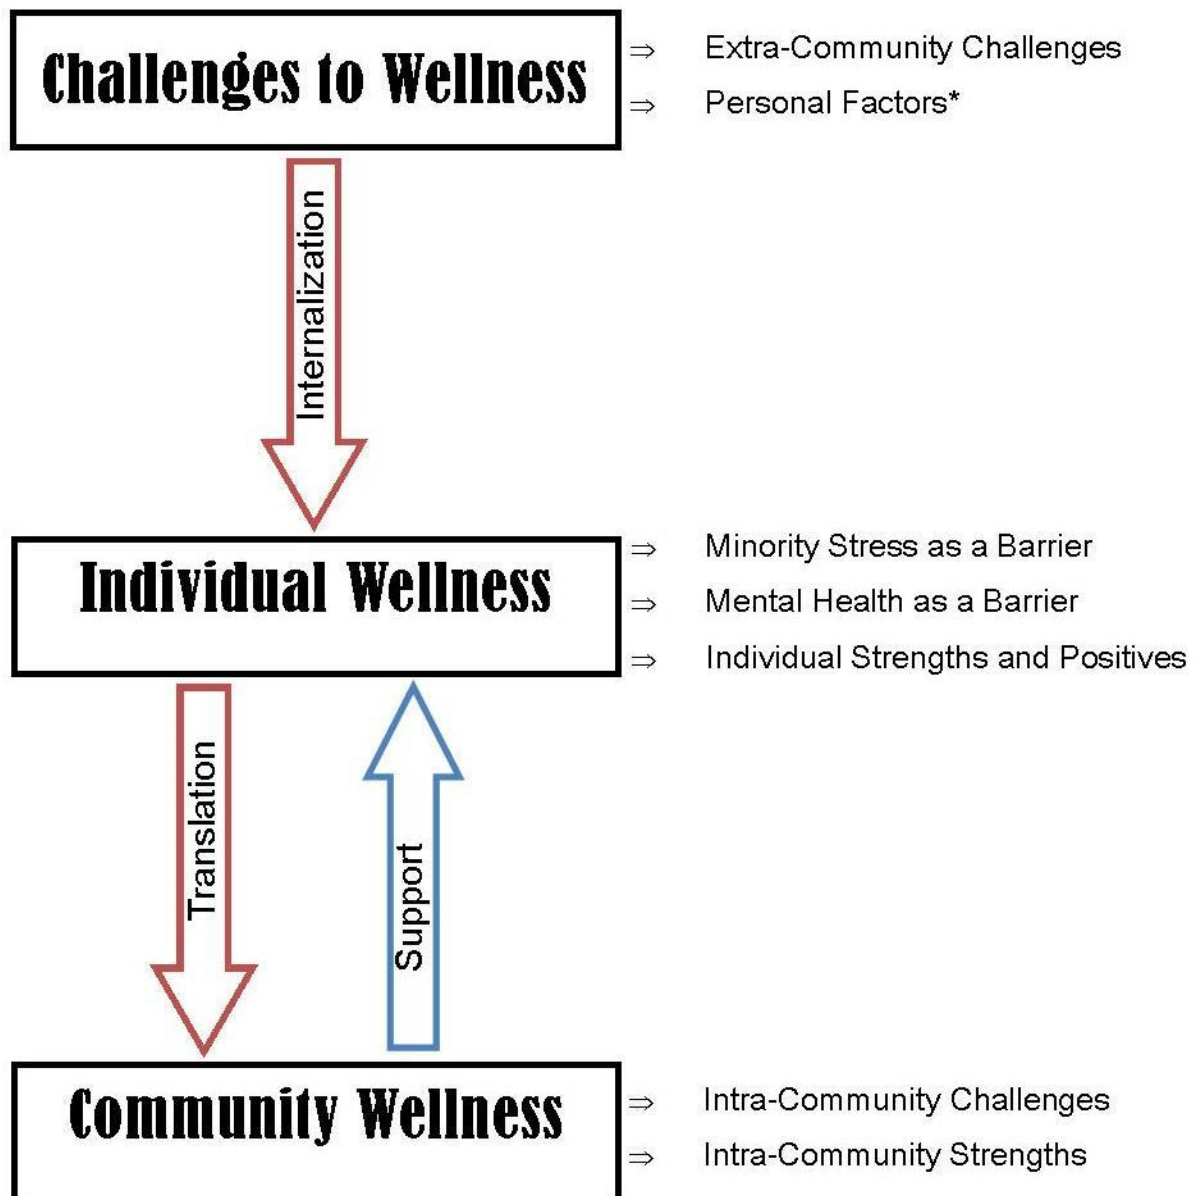 Challenges to Wellness
⇒ Extra-Community Challenges
⇒ Personal Factors*
Internalization
Individual Wellness
⇒ Minority Stress as a Barrier
⇒ Mental Health as a Barrier
⇒ Individual Strengths and Positives
Translation
Support
Community Wellness
⇒ Intra-Community Challenges
⇒ Intra-Community Strengths